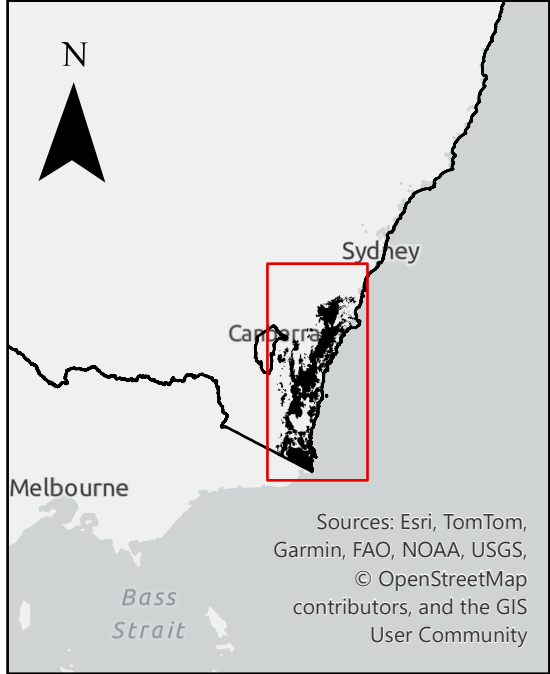 N
Sydney
Canberra
Melbourne
Sources: Esri, TomTom,
Garmin, FAO, NOAA, USGS,
© OpenStreetMap
contributors, and the GIS
User Community
Bass
Strait